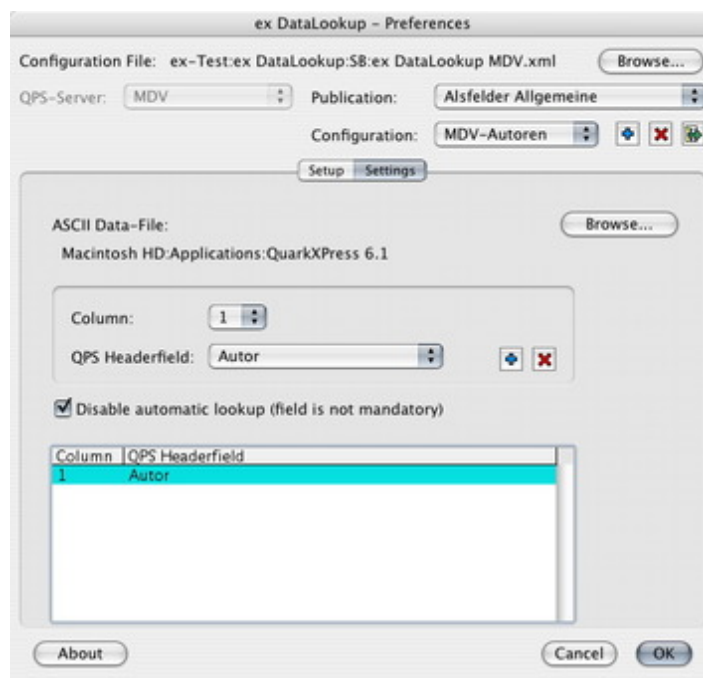 ex DataLookup - Preferences
Configuration File: ex-Test:ex DataLookup:SB:ex DataLookup MDV.xml Browse...
QPS-Server: MDV Publication: Alsfelder Allgemeine
Configuration: MDV-Autoren
Setup Settings
ASCII Data-File: Browse...
Macintosh HD:Applications:QuarkXPress 6.1
Column: 1
QPS Headerfield: Autor
Disable automatic lookup (field is not mandatory)
Column QPS Headerfield
1 Autor
About Cancel OK